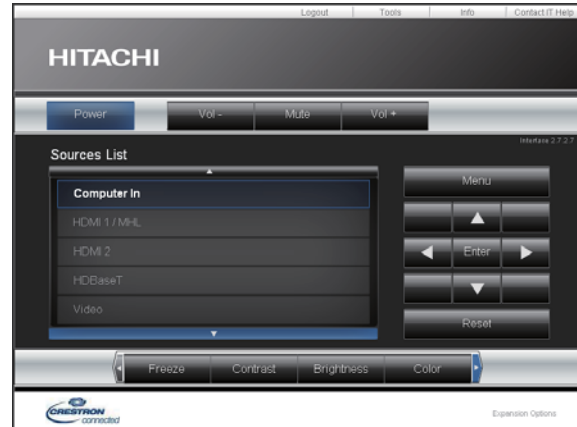 Logout Tools Info Contact IT Help
HITACHI
Power Vol - Mute Vol +
Interface 2.7.2.7
Sources List
Computer In
HDMI 1 / MHL
HDMI 2
HDBaseT
Video
Menu
Enter
Reset
Freeze Contrast Brightness Color
CRESTRON
connected
Expansion Options